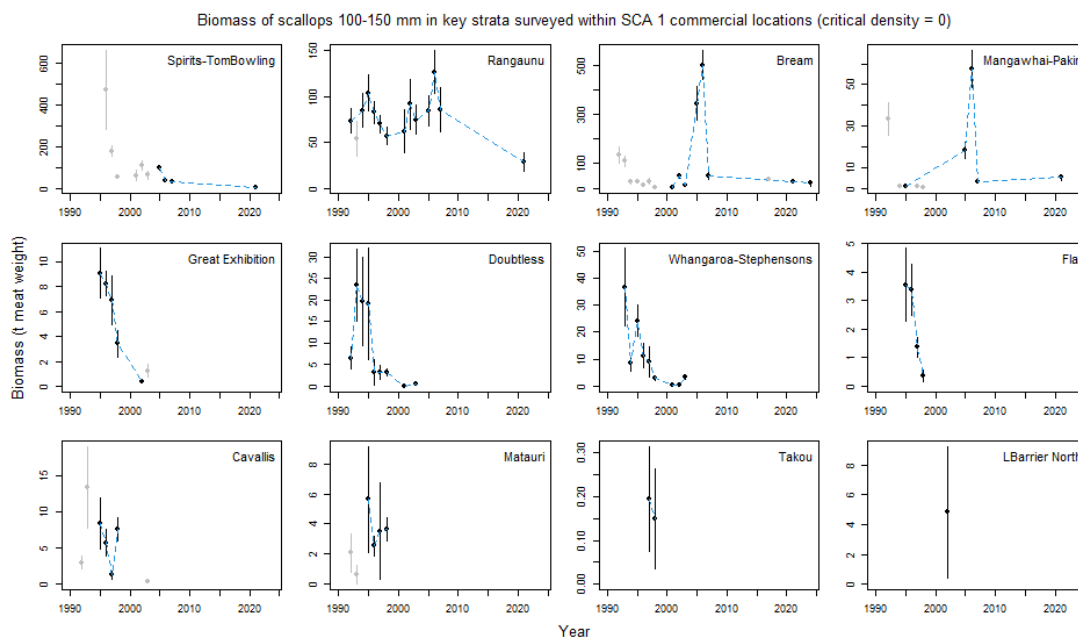 Biomass of scallops 100-150 mm in key strata surveyed within SCA 1 commercial locations (critical density = 0)
Biomass (t meat weight)
Spirits-TomBowling
0 200 400 600
1990 2000 2010 2020
Rangaunu
0 50 100 150
1990 2000 2010 2020
Bream
0 100 300 500
1990 2000 2010 2020
Mangawhai-Pakiri
0 10 30 50
1990 2000 2010 2020
Great Exhibition
0 2 4 6 8 10
1990 2000 2010 2020
Doubtless
0 5 10 15 20 25 30
1990 2000 2010 2020
Whangaroa-Stephensons
0 10 20 30 40 50
1990 2000 2010 2020
Fla
0 1 2 3 4 5
1990 2000 2010 2020
Cavallis
0 5 10 15
1990 2000 2010 2020
Matauri
0 2 4 6 8
1990 2000 2010 2020
Takou
0.00 0.10 0.20 0.30
1990 2000 2010 2020
LBarrier North
0 2 4 6 8
1990 2000 2010 2020
Year